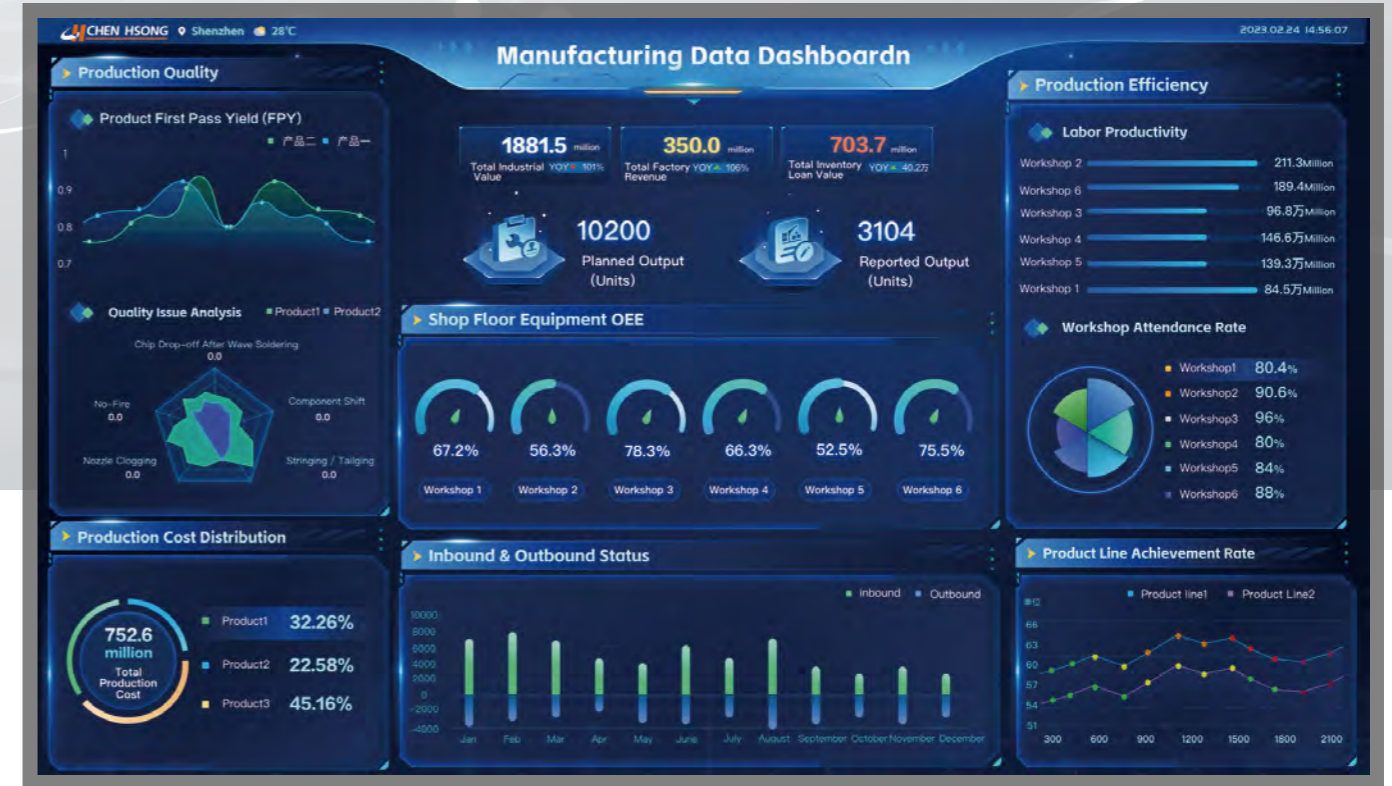 CHEN HSONG Shenzhen 28°C
2023.02.24 14:56:07
Manufacturing Data Dashboardn
Production Quality
Product First Pass Yield (FPY)
产品二 产品一
1
0.9
0.8
0.7
Quality Issue Analysis Product1 Product2
Chip Drop-off After Wave Soldering
0.0
No-Fire
0.0
Component Shift
0.0
Nozzle Clogging
0.0
Stringing / Tailging
0.0
Production Cost Distribution
752.6
million
Total
Production
Cost
Product1 32.26%
Product2 22.58%
Product3 45.16%
1881.5 million
Total Industrial YOY 101%
Value
350.0 million
Total Factory YOY 106%
Revenue
703.7 million
Total Inventory YOY 40.2万
Loan Value
10200
Planned Output
(Units)
3104
Reported Output
(Units)
Shop Floor Equipment OEE
67.2% 56.3% 78.3% 66.3% 52.5% 75.5%
Workshop 1 Workshop 2 Workshop 3 Workshop 4 Workshop 5 Workshop 6
Inbound & Outbound Status
Inbound Outbound
10000
8000
6000
4000
2000
0
-2000
-4000
Jan Feb Mar Apr May June July August September October November December
Production Efficiency
Labor Productivity
Workshop 2 211.3Million
Workshop 6 189.4Million
Workshop 3 96.8万Million
Workshop 4 146.6万Million
Workshop 5 139.3万Million
Workshop 1 84.5万Million
Workshop Attendance Rate
Workshop1 80.4%
Workshop2 90.6%
Workshop3 96%
Workshop4 80%
Workshop5 84%
Workshop6 88%
Product Line Achievement Rate
Product line1 Product Line2
单位
66
63
60
57
54
51
300 600 900 1200 1500 1800 2100